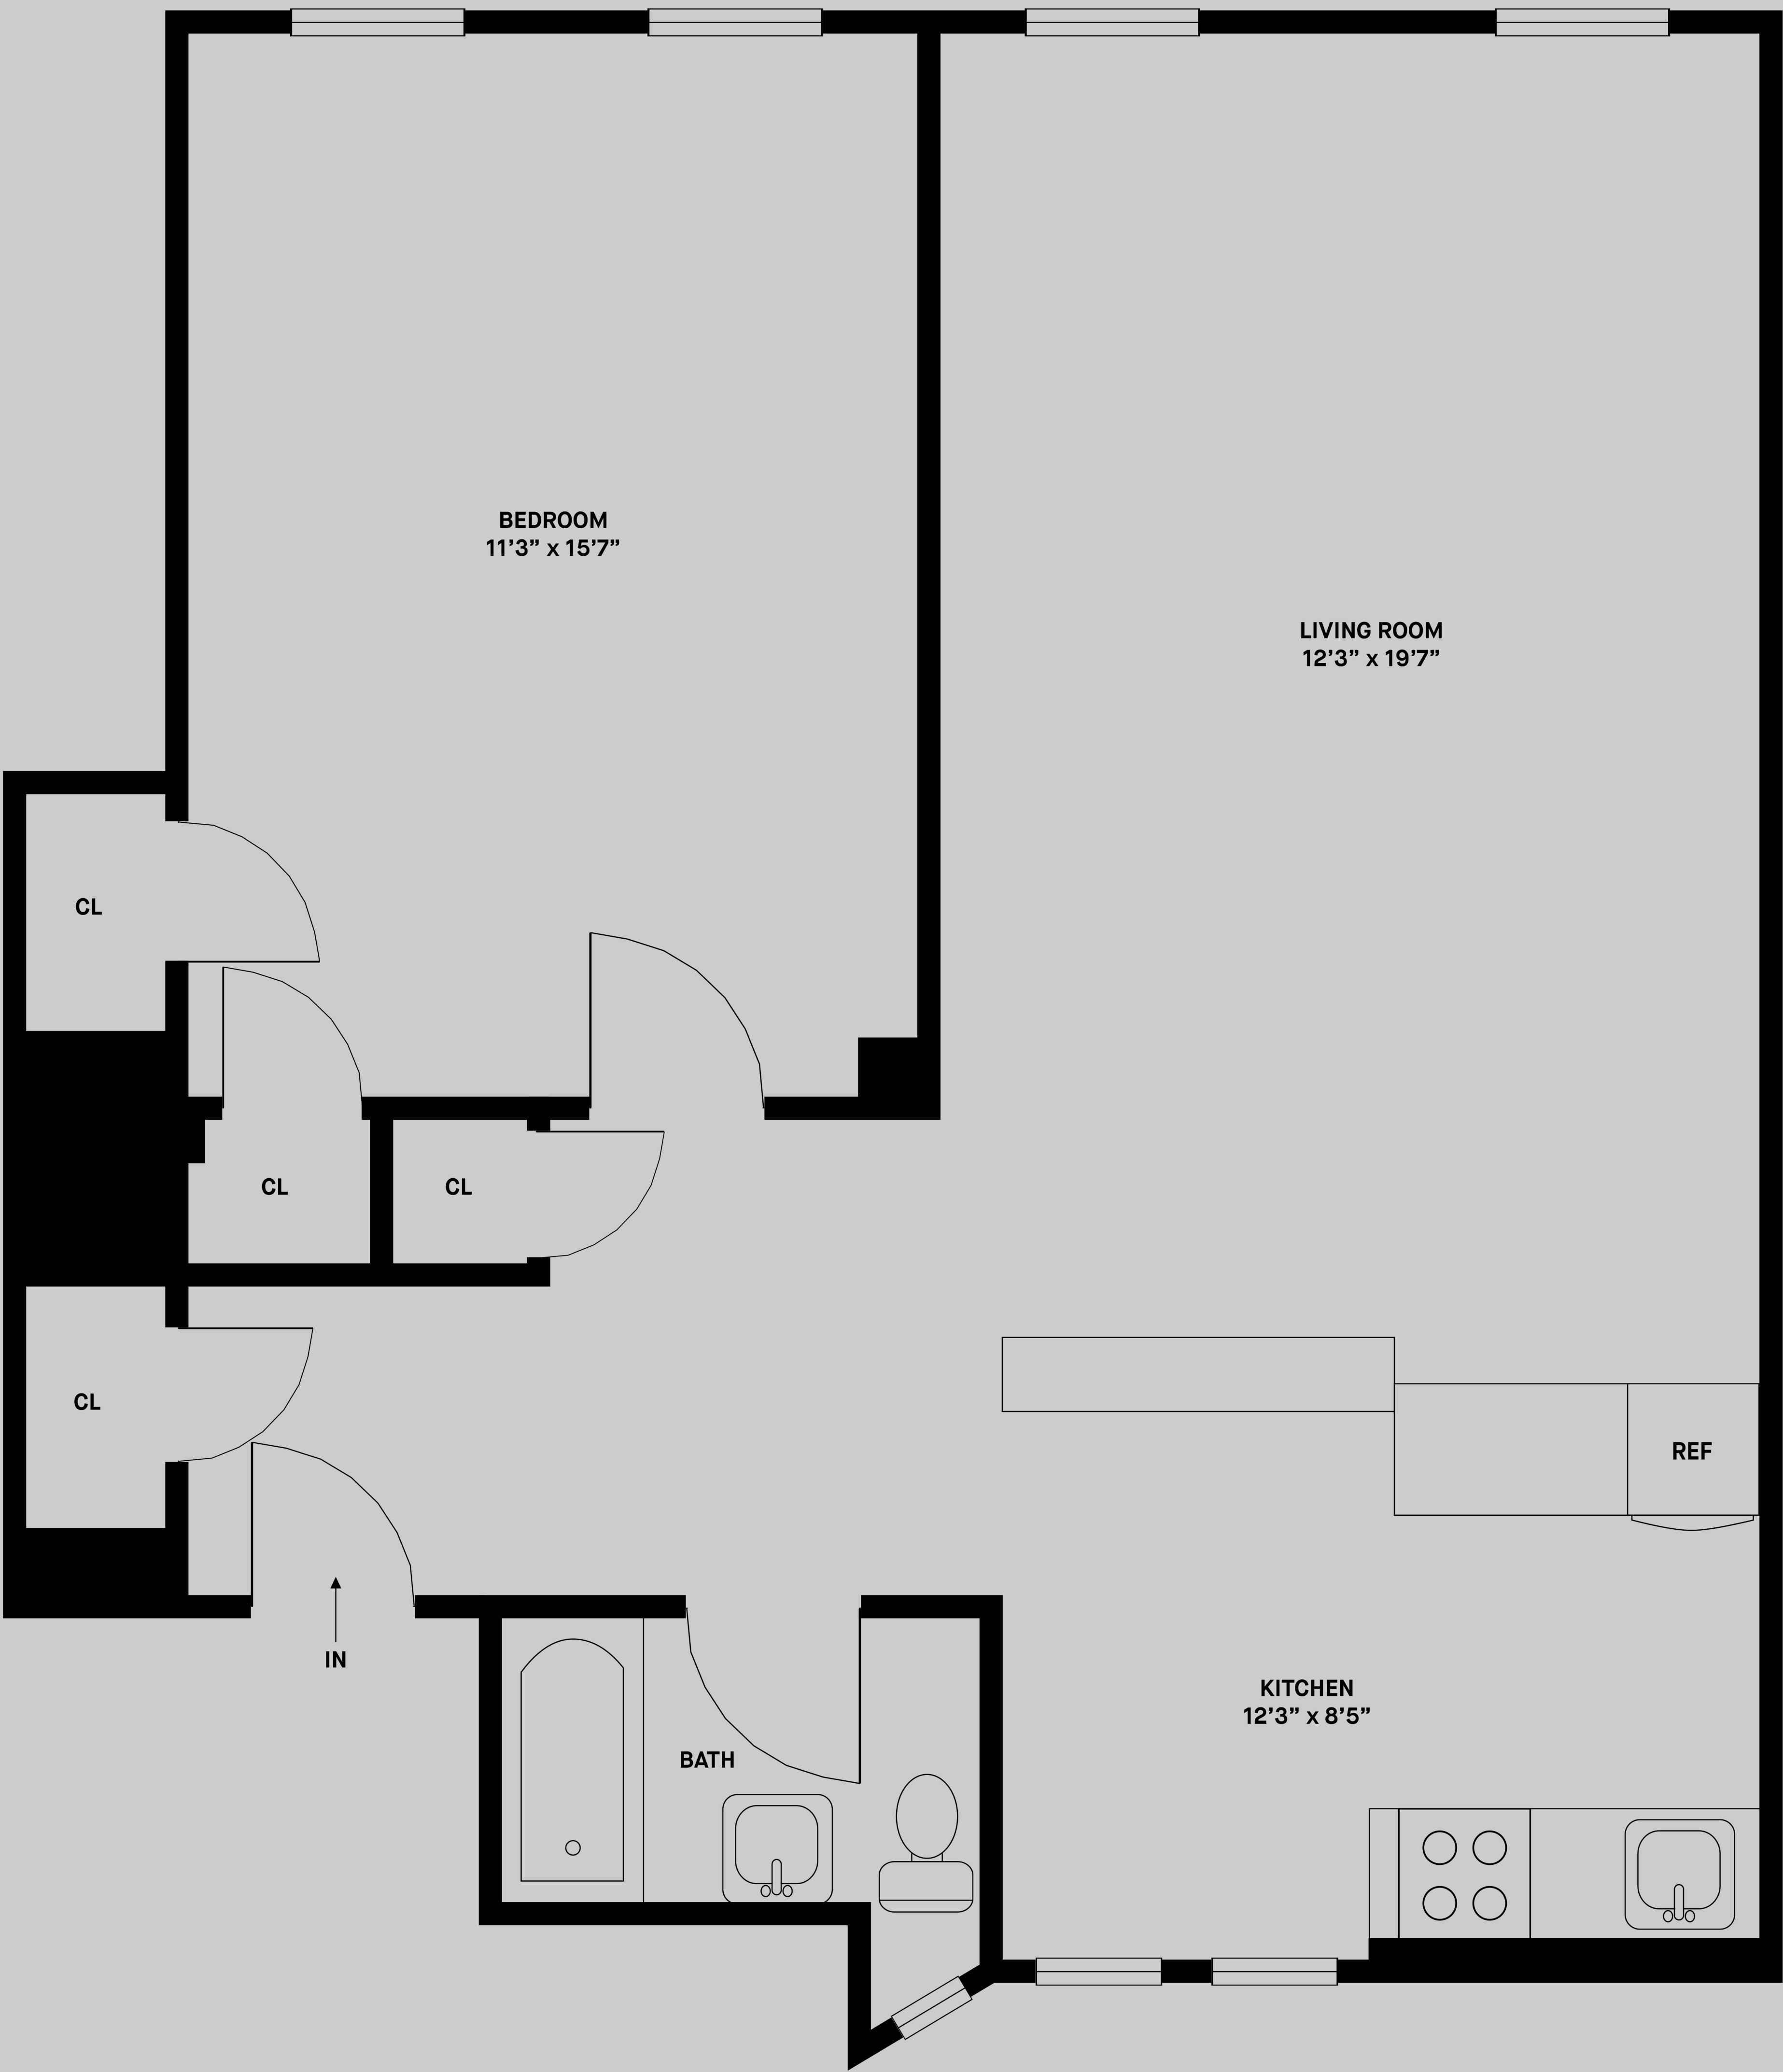 BEDROOM
11’3” x 15’7”
LIVING ROOM
12’3” x 19’7”
CL
CL
CL
CL
REF
IN
KITCHEN
12’3” x 8’5”
BATH